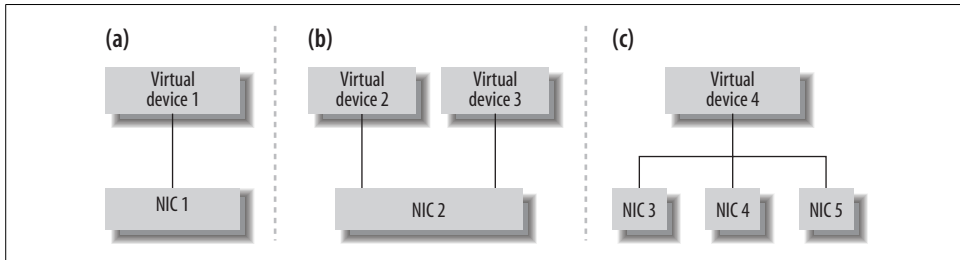 (a)
Virtual
device 1
NIC 1
(b)
Virtual
device 2
Virtual
device 3
NIC 2
(c)
Virtual
device 4
NIC 3
NIC 4
NIC 5